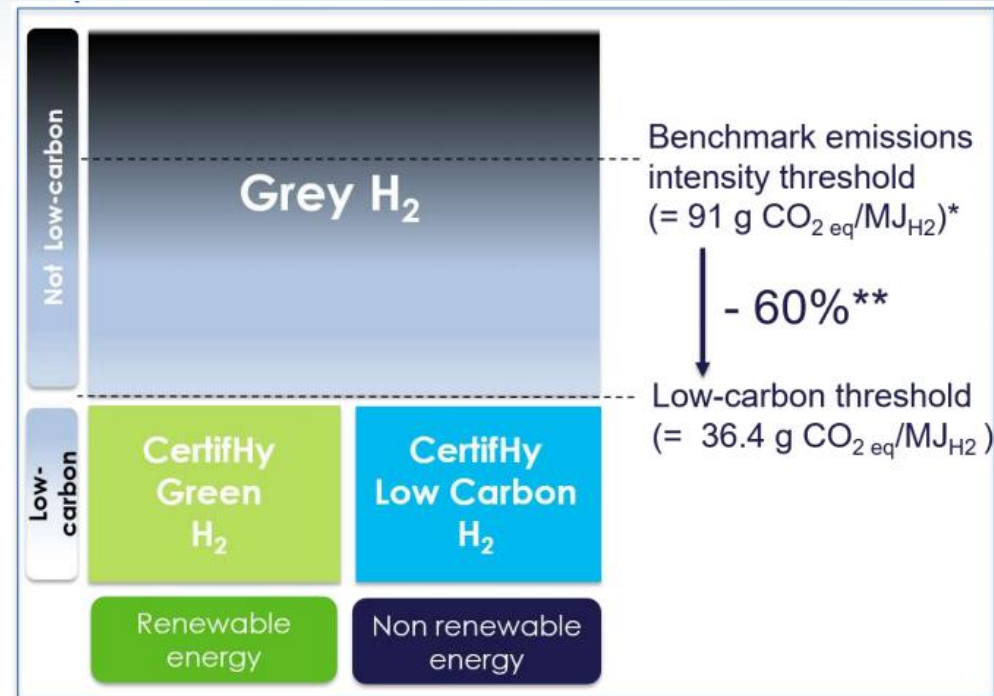 Not Low-carbon
Grey H₂
Benchmark emissions
intensity threshold
(= 91 g CO₂ eq/MJH2)*
- 60%**
Low-carbon threshold
(= 36.4 g CO₂ eq/MJH2 )
Low-
carbon
CertifHy
Green
H₂
CertifHy
Low Carbon
H₂
Renewable
energy
Non renewable
energy